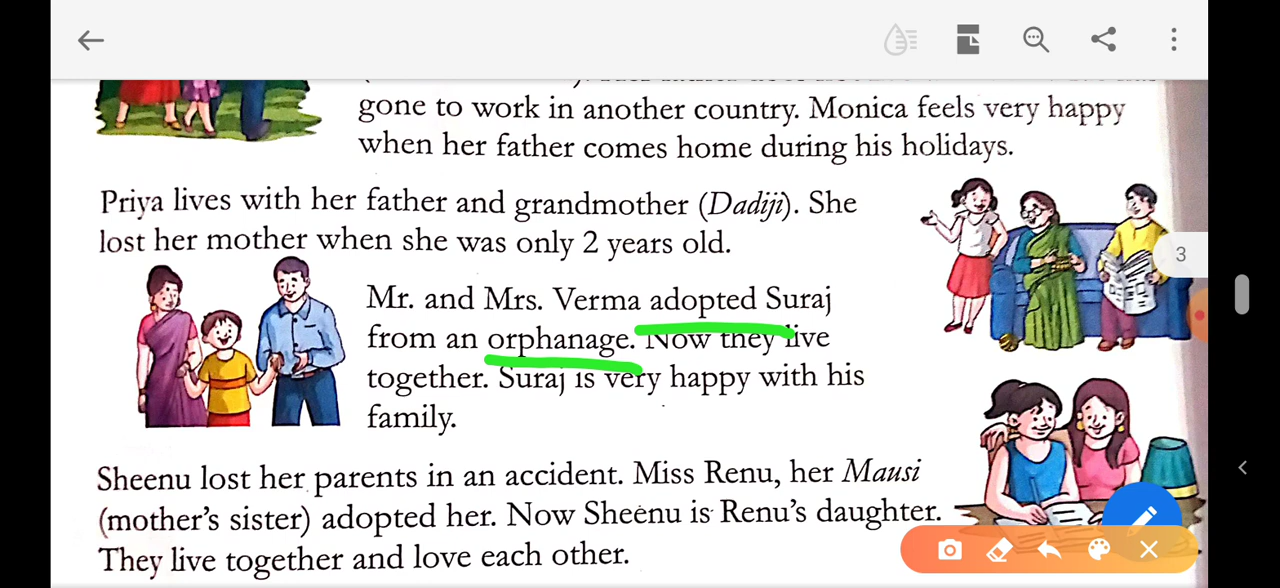 gone to work in another country. Monica feels very happy
when her father comes home during his holidays.
Priya lives with her father and grandmother (Dadiji). She
lost her mother when she was only 2 years old.
3
Mr. and Mrs. Verma adopted Suraj
from an orphanage. Now they live
together. Suraj is very happy with his
family.
Sheenu lost her parents in an accident. Miss Renu, her Mausi
(mother's sister) adopted her. Now Sheenu is Renu's daughter.
They live together and love each other.